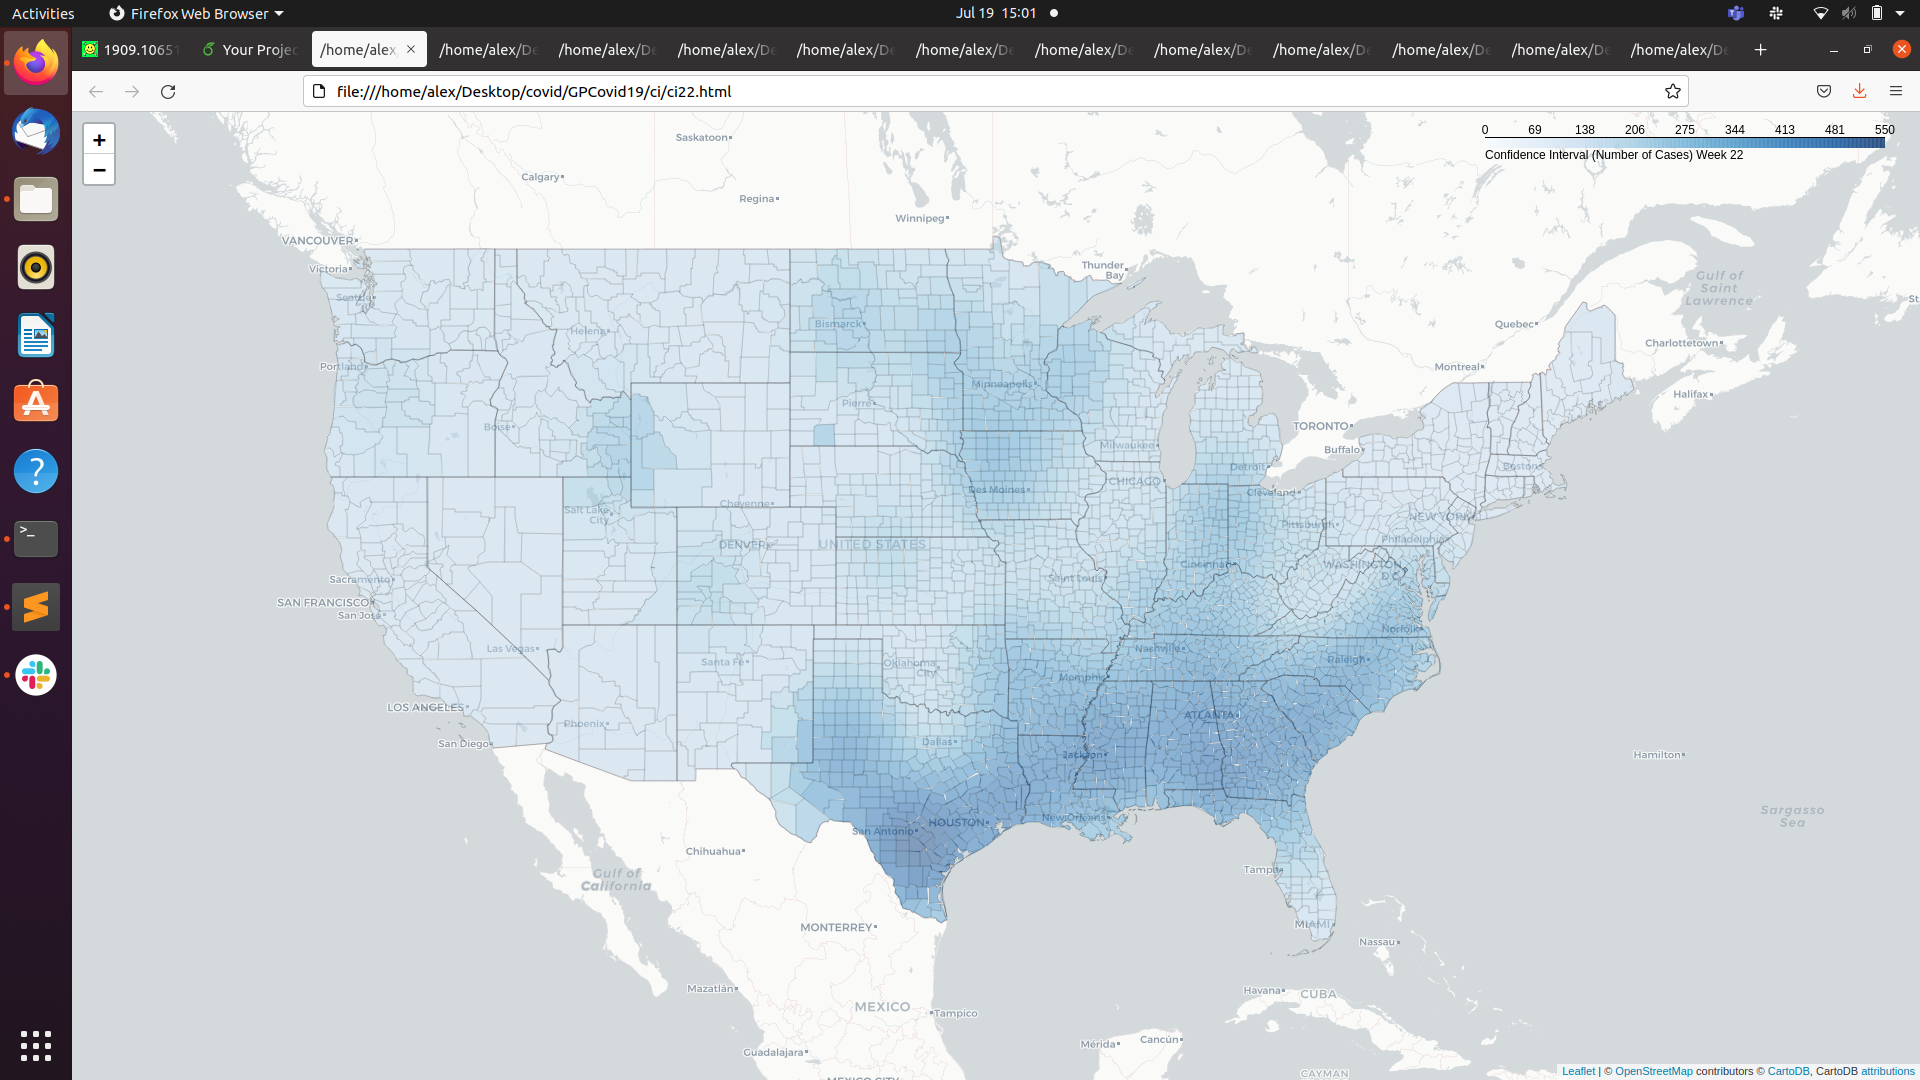 Activities
Firefox Web Browser
Jul 19 15:01
1909.10651
Your Projec
/home/alex
/home/alex/De
/home/alex/De
/home/alex/De
/home/alex/De
/home/alex/De
/home/alex/De
/home/alex/De
/home/alex/De
/home/alex/De
/home/alex/De
/home/alex/De
file:///home/alex/Desktop/covid/GPCovid19/ci/ci22.html
+
−
0 69 138 206 275 344 413 481 550
Confidence Interval (Number of Cases) Week 22
Saskatoon
Calgary
Regina
Winnipeg
VANCOUVER
Victoria
Seattle
Thunder
Bay
Gulf of
Saint
Lawrence
St
Helena
Bismarck
Quebec
Charlottetown
Portland
Montreal
Minneapolis
Halifax
Pierre
Boise
TORONTO
Milwaukee
Buffalo
Detroit
Boston
CHICAGO
Des Moines
Cleveland
Cheyenne
Salt Lake
City
NEW YORK
Pittsburgh
Philadelphia
DENVER
UNITED STATES
Cincinnati
WASHINGTON
D.C.
Sacramento
Saint Louis
SAN FRANCISCO
San Jose
Norfolk
Las Vegas
Nashville
Santa Fe
Oklahoma
City
Raleigh
Memphis
LOS ANGELES
ATLANTA
Phoenix
San Diego
Dallas
Jackson
Hamilton
Sargasso
Sea
New Orleans
HOUSTON
San Antonio
Chihuahua
Tampa
Gulf of
California
MIAMI
MONTERREY
Nassau
Mazatlán
Havana
CUBA
MEXICO
Tampico
Mérida
Cancún
Guadalajara
CAYMAN
MEXICO CITY
Leaflet | © OpenStreetMap contributors © CartoDB, CartoDB attributions